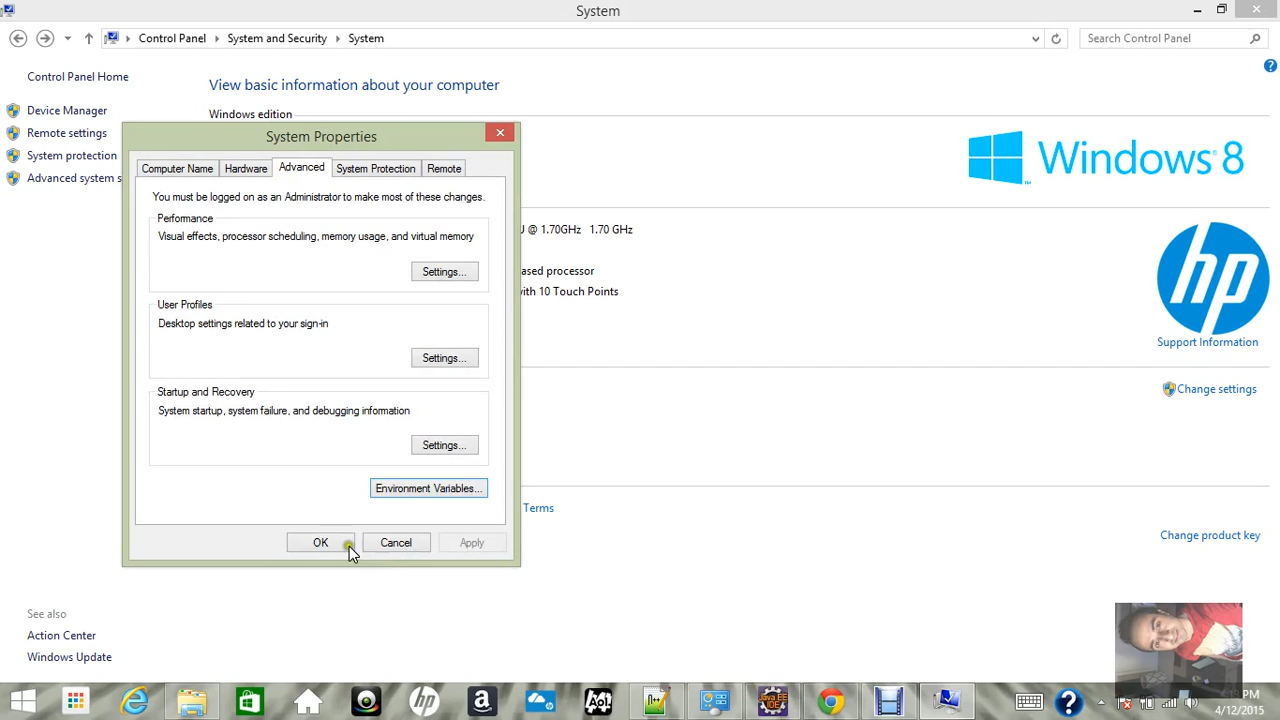 System
Control Panel
System and Security
System
Search Control Panel
Control Panel Home
View basic information about your computer
Device Manager
Windows edition
Remote settings
System protection
Advanced system s
System Properties
Computer Name
Hardware
Advanced
System Protection
Remote
You must be logged on as an Administrator to make most of these changes.
Performance
Visual effects, processor scheduling, memory usage, and virtual memory
Settings...
User Profiles
Desktop settings related to your sign-in
Settings...
Startup and Recovery
System startup, system failure, and debugging information
Settings...
Environment Variables...
OK
Cancel
Apply
Windows 8
U @ 1.70GHz 1.70 GHz
ased processor
with 10 Touch Points
hp
Support Information
Change settings
Terms
Change product key
See also
Action Center
Windows Update
hp
a
AOl
Java EE
IDE
?
PM
4/12/2015